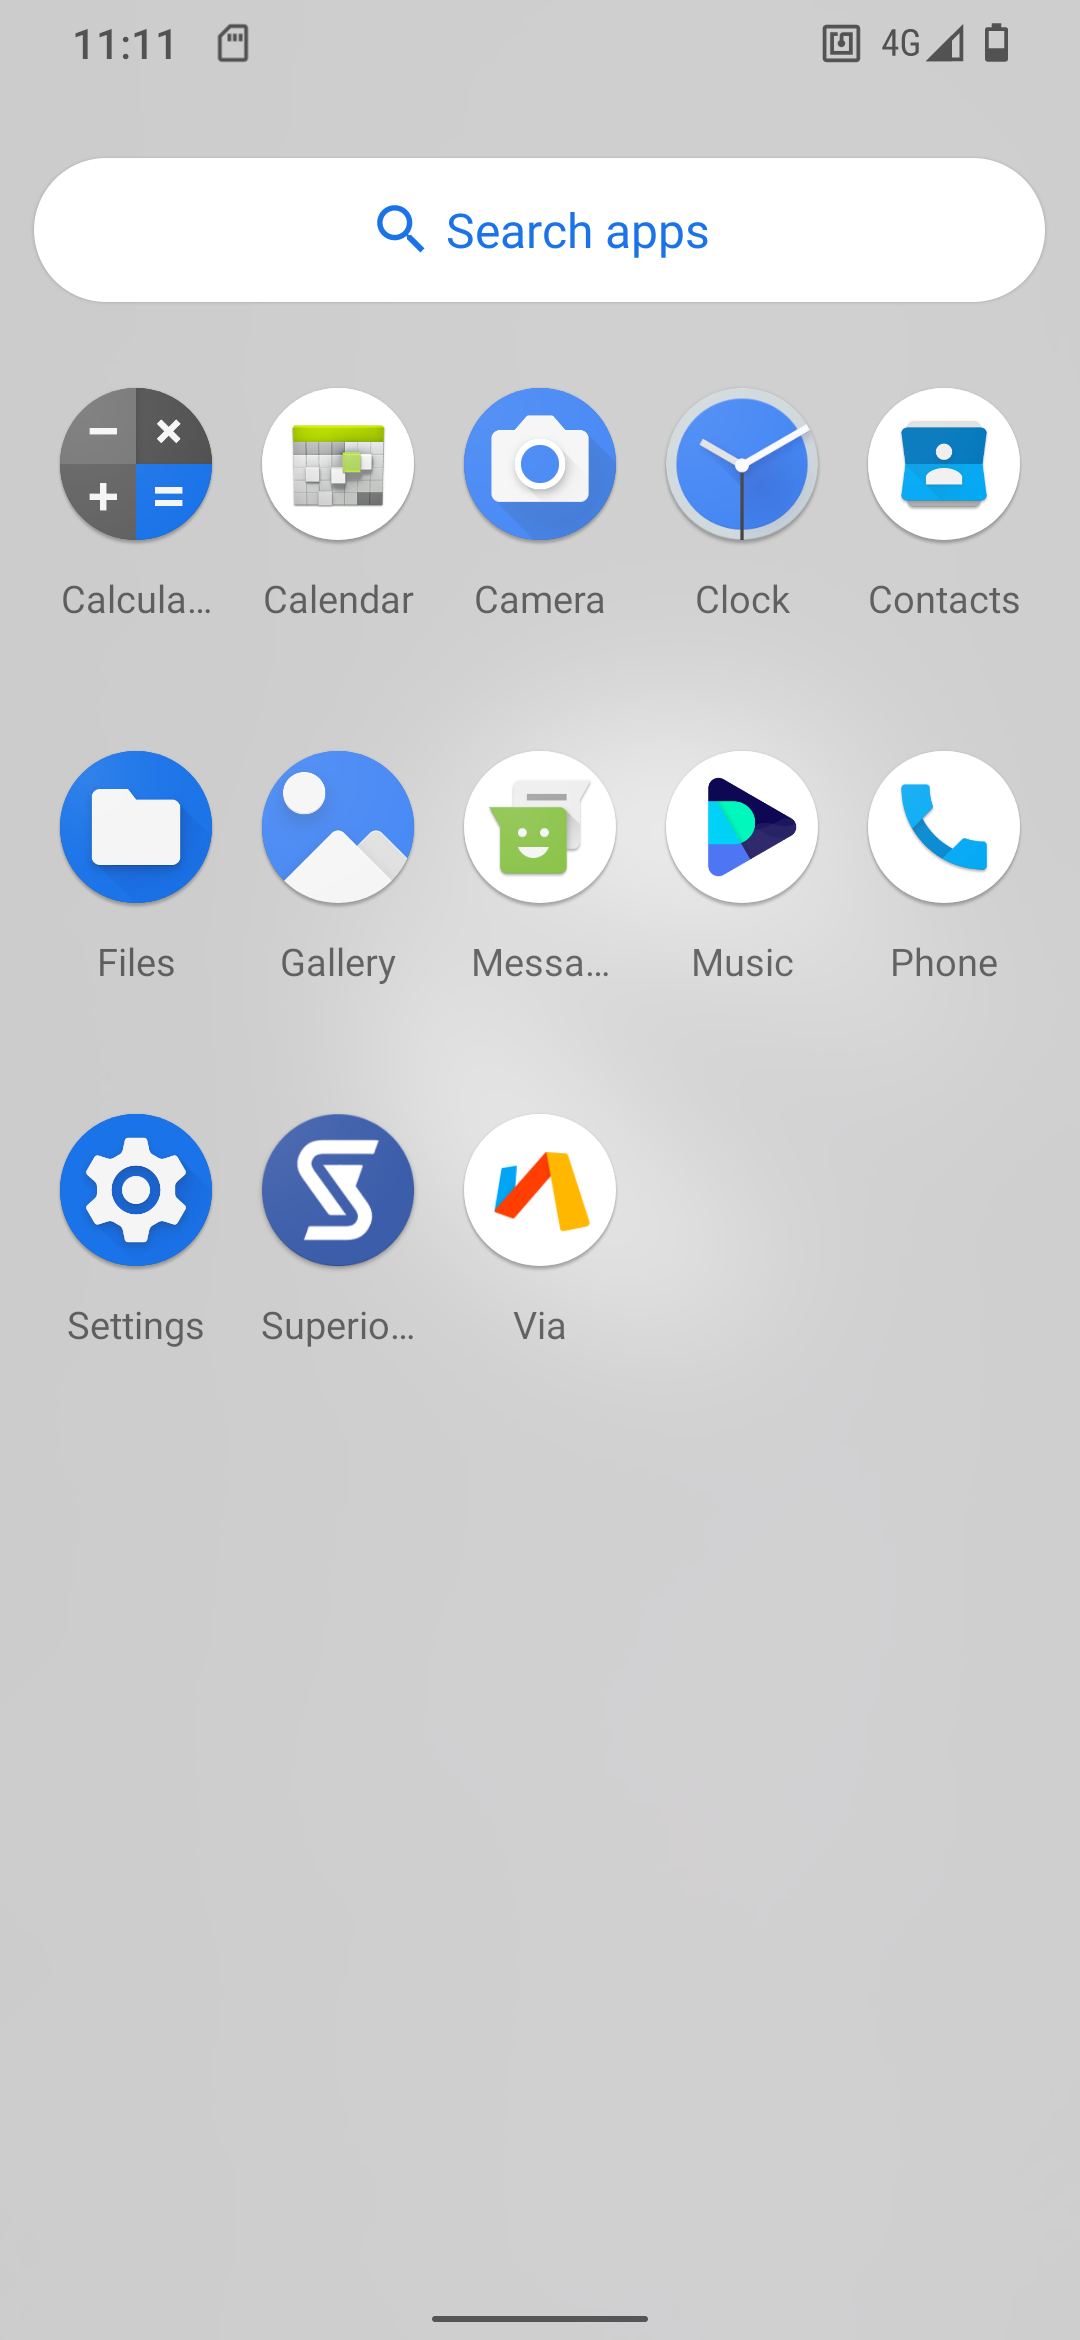 11:11 4G
Search apps
Calcula... Calendar Camera Clock Contacts
Files Gallery Messa... Music Phone
Settings Superio... Via